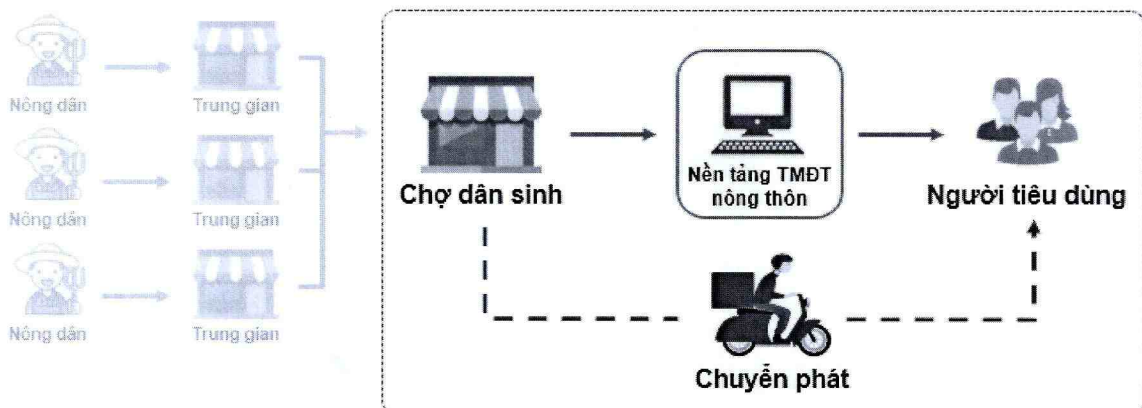 Nông dân
Trung gian
Nông dân
Trung gian
Nông dân
Trung gian
Chợ dân sinh
Nền tảng TMĐT
nông thôn
Người tiêu dùng
Chuyển phát